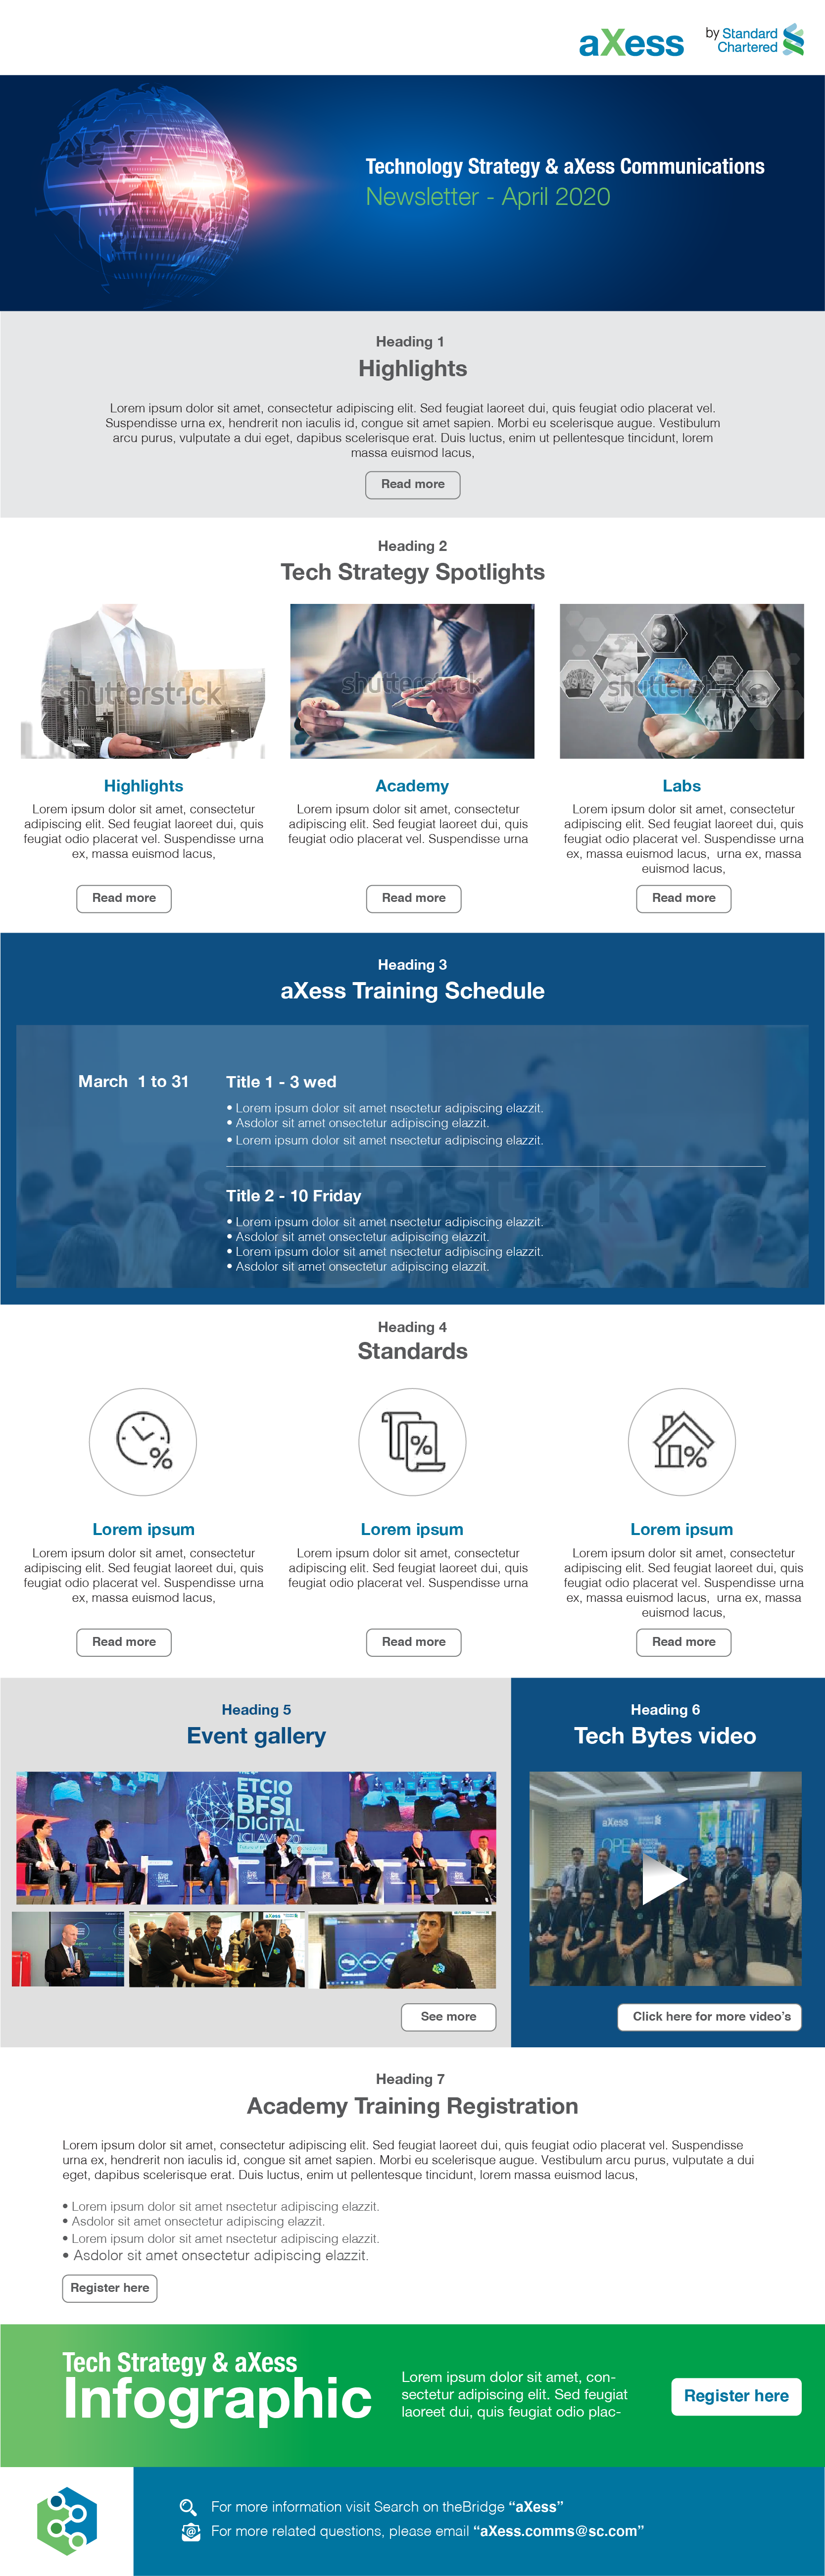 aXess
by Standard
Chartered
Technology Strategy & aXess Communications
Newsletter - April 2020
Heading 1
Highlights
Lorem ipsum dolor sit amet, consectetur adipiscing elit. Sed feugiat laoreet dui, quis feugiat odio placerat vel.
Suspendisse urna ex, hendrerit non iaculis id, congue sit amet sapien. Morbi eu scelerisque augue. Vestibulum
arcu purus, vulputate a dui eget, dapibus scelerisque erat. Duis luctus, enim ut pellentesque tincidunt, lorem
massa euismod lacus,
Read more
Heading 2
Tech Strategy Spotlights
shutterstock
shutterstock
shutterstock
Highlights
Lorem ipsum dolor sit amet, consectetur
adipiscing elit. Sed feugiat laoreet dui, quis
feugiat odio placerat vel. Suspendisse urna
ex, massa euismod lacus,
Read more
Academy
Lorem ipsum dolor sit amet, consectetur
adipiscing elit. Sed feugiat laoreet dui, quis
feugiat odio placerat vel. Suspendisse urna
Read more
Labs
Lorem ipsum dolor sit amet, consectetur
adipiscing elit. Sed feugiat laoreet dui, quis
feugiat odio placerat vel. Suspendisse urna
ex, massa euismod lacus,  urna ex, massa
euismod lacus,
Read more
Heading 3
aXess Training Schedule
March  1 to 31
Title 1 - 3 wed
• Lorem ipsum dolor sit amet nsectetur adipiscing elazzit.
• Asdolor sit amet onsectetur adipiscing elazzit.
• Lorem ipsum dolor sit amet nsectetur adipiscing elazzit.
shutterstock
Title 2 - 10 Friday
• Lorem ipsum dolor sit amet nsectetur adipiscing elazzit.
• Asdolor sit amet onsectetur adipiscing elazzit.
• Lorem ipsum dolor sit amet nsectetur adipiscing elazzit.
• Asdolor sit amet onsectetur adipiscing elazzit.
Heading 4
Standards
%
%
%
Lorem ipsum
Lorem ipsum dolor sit amet, consectetur
adipiscing elit. Sed feugiat laoreet dui, quis
feugiat odio placerat vel. Suspendisse urna
ex, massa euismod lacus,
Read more
Lorem ipsum
Lorem ipsum dolor sit amet, consectetur
adipiscing elit. Sed feugiat laoreet dui, quis
feugiat odio placerat vel. Suspendisse urna
Read more
Lorem ipsum
Lorem ipsum dolor sit amet, consectetur
adipiscing elit. Sed feugiat laoreet dui, quis
feugiat odio placerat vel. Suspendisse urna
ex, massa euismod lacus,  urna ex, massa
euismod lacus,
Read more
Heading 5
Event gallery
ETCIO
BFSI
DIGITAL
See more
Heading 6
Tech Bytes video
aXess
OPEN
Click here for more video's
Heading 7
Academy Training Registration
Lorem ipsum dolor sit amet, consectetur adipiscing elit. Sed feugiat laoreet dui, quis feugiat odio placerat vel. Suspendisse
urna ex, hendrerit non iaculis id, congue sit amet sapien. Morbi eu scelerisque augue. Vestibulum arcu purus, vulputate a dui
eget, dapibus scelerisque erat. Duis luctus, enim ut pellentesque tincidunt, lorem massa euismod lacus,
• Lorem ipsum dolor sit amet nsectetur adipiscing elazzit.
• Asdolor sit amet onsectetur adipiscing elazzit.
• Lorem ipsum dolor sit amet nsectetur adipiscing elazzit.
• Asdolor sit amet onsectetur adipiscing elazzit.
Register here
Tech Strategy & aXess
Infographic
Lorem ipsum dolor sit amet, con-
sectetur adipiscing elit. Sed feugiat
laoreet dui, quis feugiat odio plac-
Register here
For more information visit Search on theBridge “aXess”
@
For more related questions, please email “aXess.comms@sc.com”